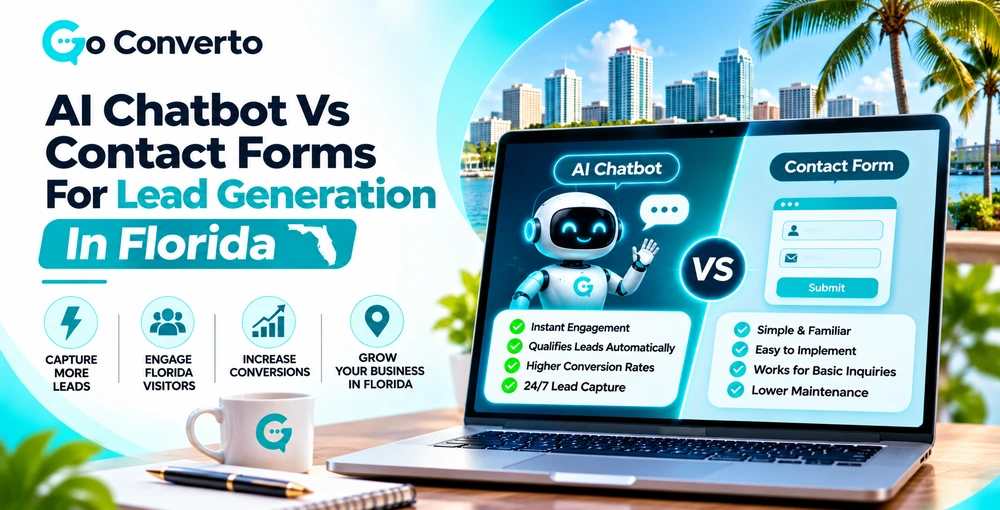 Go Converto
AI Chatbot Vs
Contact Forms
For Lead Generation
In Florida
CAPTURE
MORE
LEADS
ENGAGE
FLORIDA
VISITORS
INCREASE
CONVERSIONS
GROW
YOUR BUSINESS
IN FLORIDA
AI Chatbot
Instant Engagement
Qualifies Leads Automatically
Higher Conversion Rates
24/7 Lead Capture
VS
Contact Form
Submit
Simple & Familiar
Easy to Implement
Works for Basic Inquiries
Lower Maintenance